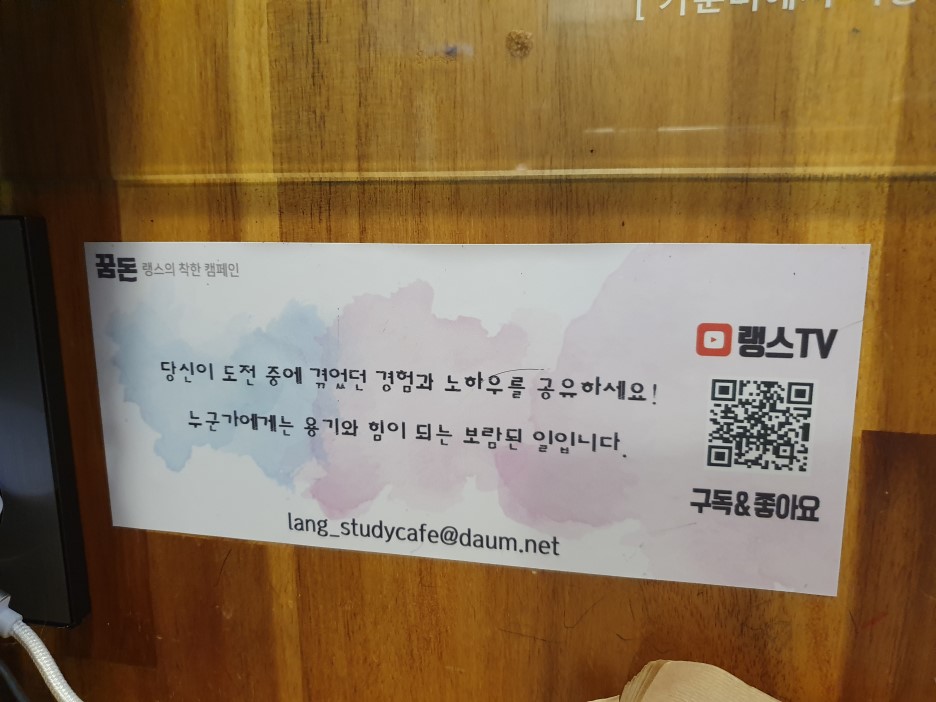 꿈돈 랭스의 착한 캠페인
당신이 도전 중에 겪었던 경험과 노하우를 공유하세요!
누군가에게는 용기와 힘이 되는 보람된 일입니다.
lang_studycafe@daum.net
랭스TV
구독&좋아요